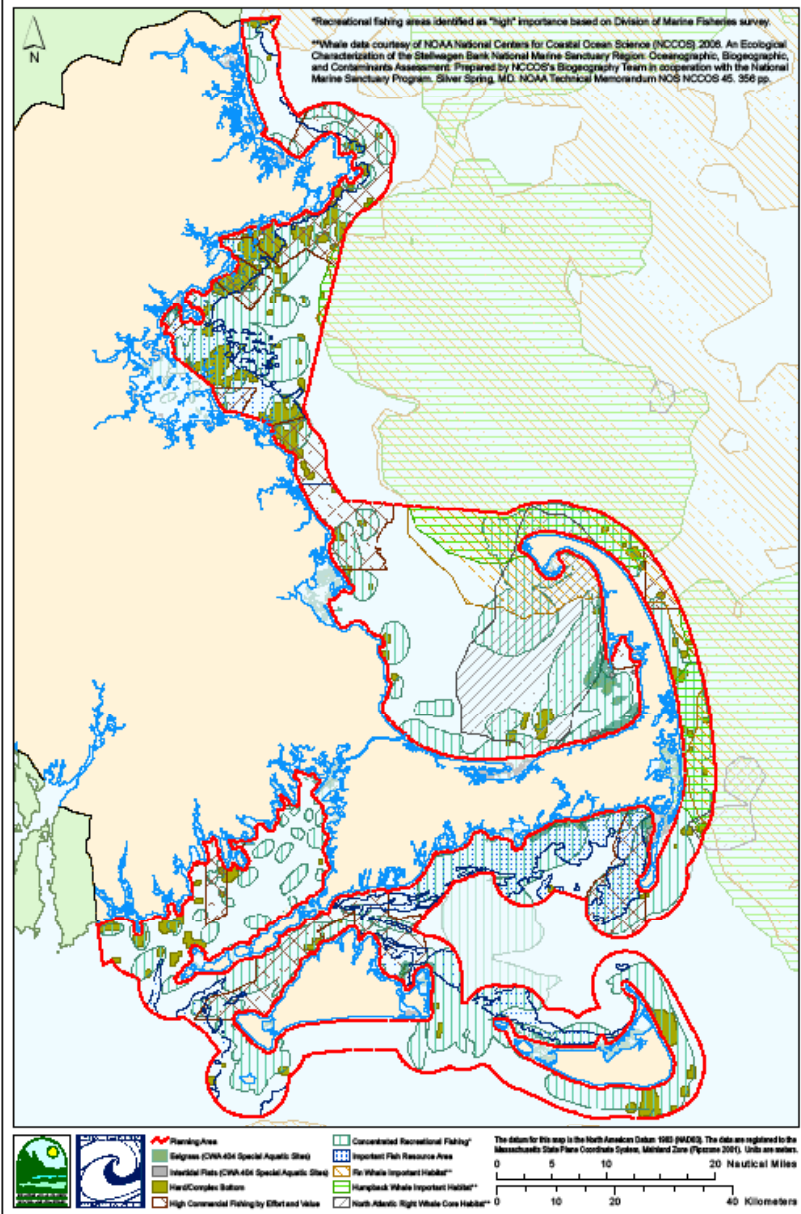 *Recreational fishing areas identified as "high" importance based on Division of Marine Fisheries survey.
**Whale data courtesy of NOAA National Centers for Coastal Ocean Science (NCCOS) 2006. An Ecological
Characterization of the Stellwagen Bank National Marine Sanctuary Region: Oceanographic, Biogeographic,
and Contaminants Assessment. Prepared by NCCOS's Biogeography Team in cooperation with the National
Marine Sanctuary Program. Silver Spring, MD. NOAA Technical Memorandum NOS NCCOS 45. 356 pp.
N
Planning Area
Eelgrass (CWA 404 Special Aquatic Sites)
Intertidal Flats (CWA 404 Special Aquatic Sites)
Hard/Complex Bottom
High Commercial Fishing by Effort and Value
Concentrated Recreational Fishing*
Important Fish Resource Area
Fin Whale Important Habitat**
Humpback Whale Important Habitat**
North Atlantic Right Whale Core Habitat**
The datum for this map is the North American Datum 1983 (NAD83). The data are registered to the
Massachusetts State Plane Coordinate System, Mainland Zone (Fipszone 2001). Units are meters.
0 5 10 20 Nautical Miles
0 10 20 40 Kilometers